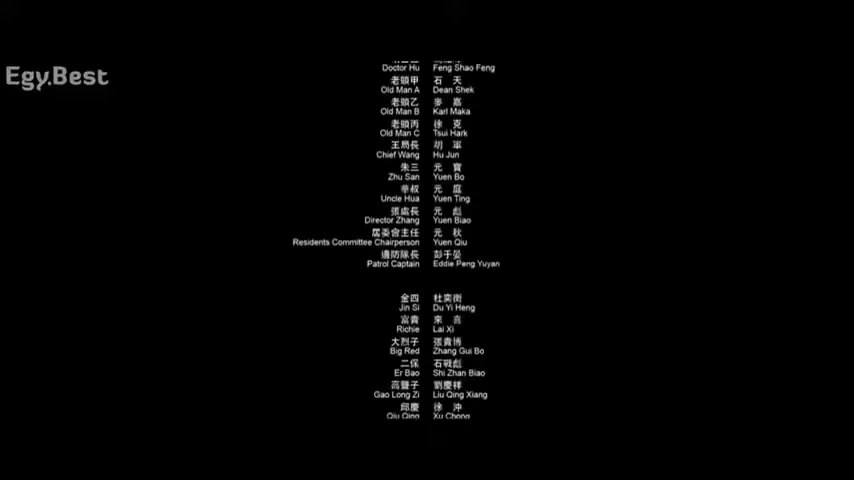 Egy.Best
Doctor Hu Feng Shao Feng
老頭甲 石 天
Old Man A Dean Shek
老頭乙 麥 嘉
Old Man B Karl Maka
老頭丙 徐 克
Old Man C Tsui Hark
王局長 胡 軍
Chief Wang Hu Jun
朱三 元 寶
Zhu San Yuen Bo
華叔 元 庭
Uncle Hua Yuen Ting
張處長 元 彪
Director Zhang Yuen Biao
居委會主任 元 秋
Residents Committee Chairperson Yuen Qiu
邊防隊長 彭于晏
Patrol Captain Eddie Peng Yuyan
金四 杜奕衡
Jin Si Du Yi Heng
富貴 來 喜
Richie Lai Xi
大烈子 張貴博
Big Red Zhang Gui Bo
二保 石戰彪
Er Bao Shi Zhan Biao
高聾子 劉慶祥
Gao Long Zi Liu Qing Xiang
邱慶 徐 沖
Qiu Qing Xu Chong